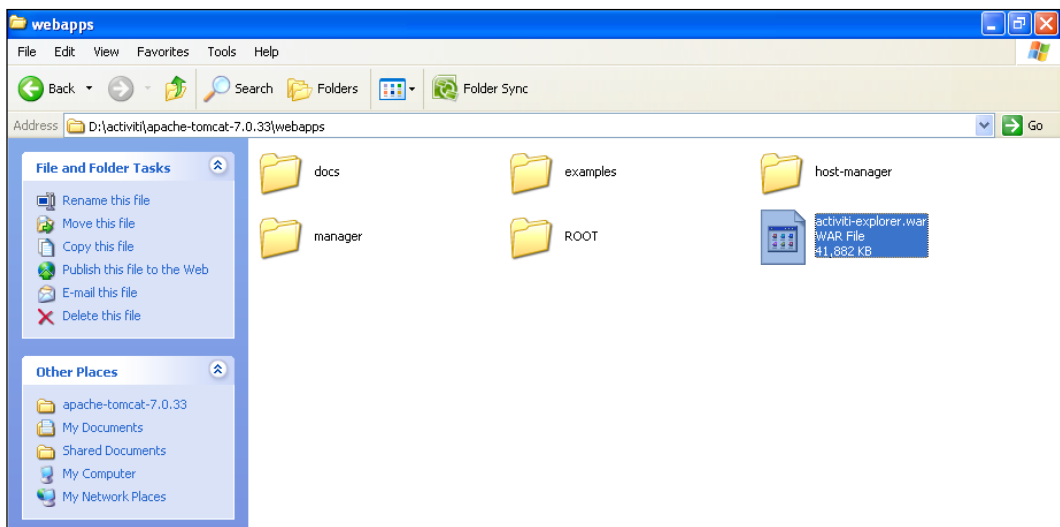 webapps
File Edit View Favorites Tools Help
Back Search Folders Folder Sync
Address D:\activiti\apache-tomcat-7.0.33\webapps Go
File and Folder Tasks
Rename this file
Move this file
Copy this file
Publish this file to the Web
E-mail this file
Delete this file
Other Places
apache-tomcat-7.0.33
My Documents
Shared Documents
My Computer
My Network Places
docs
examples
host-manager
manager
ROOT
activiti-explorer.war
WAR File
41,882 KB